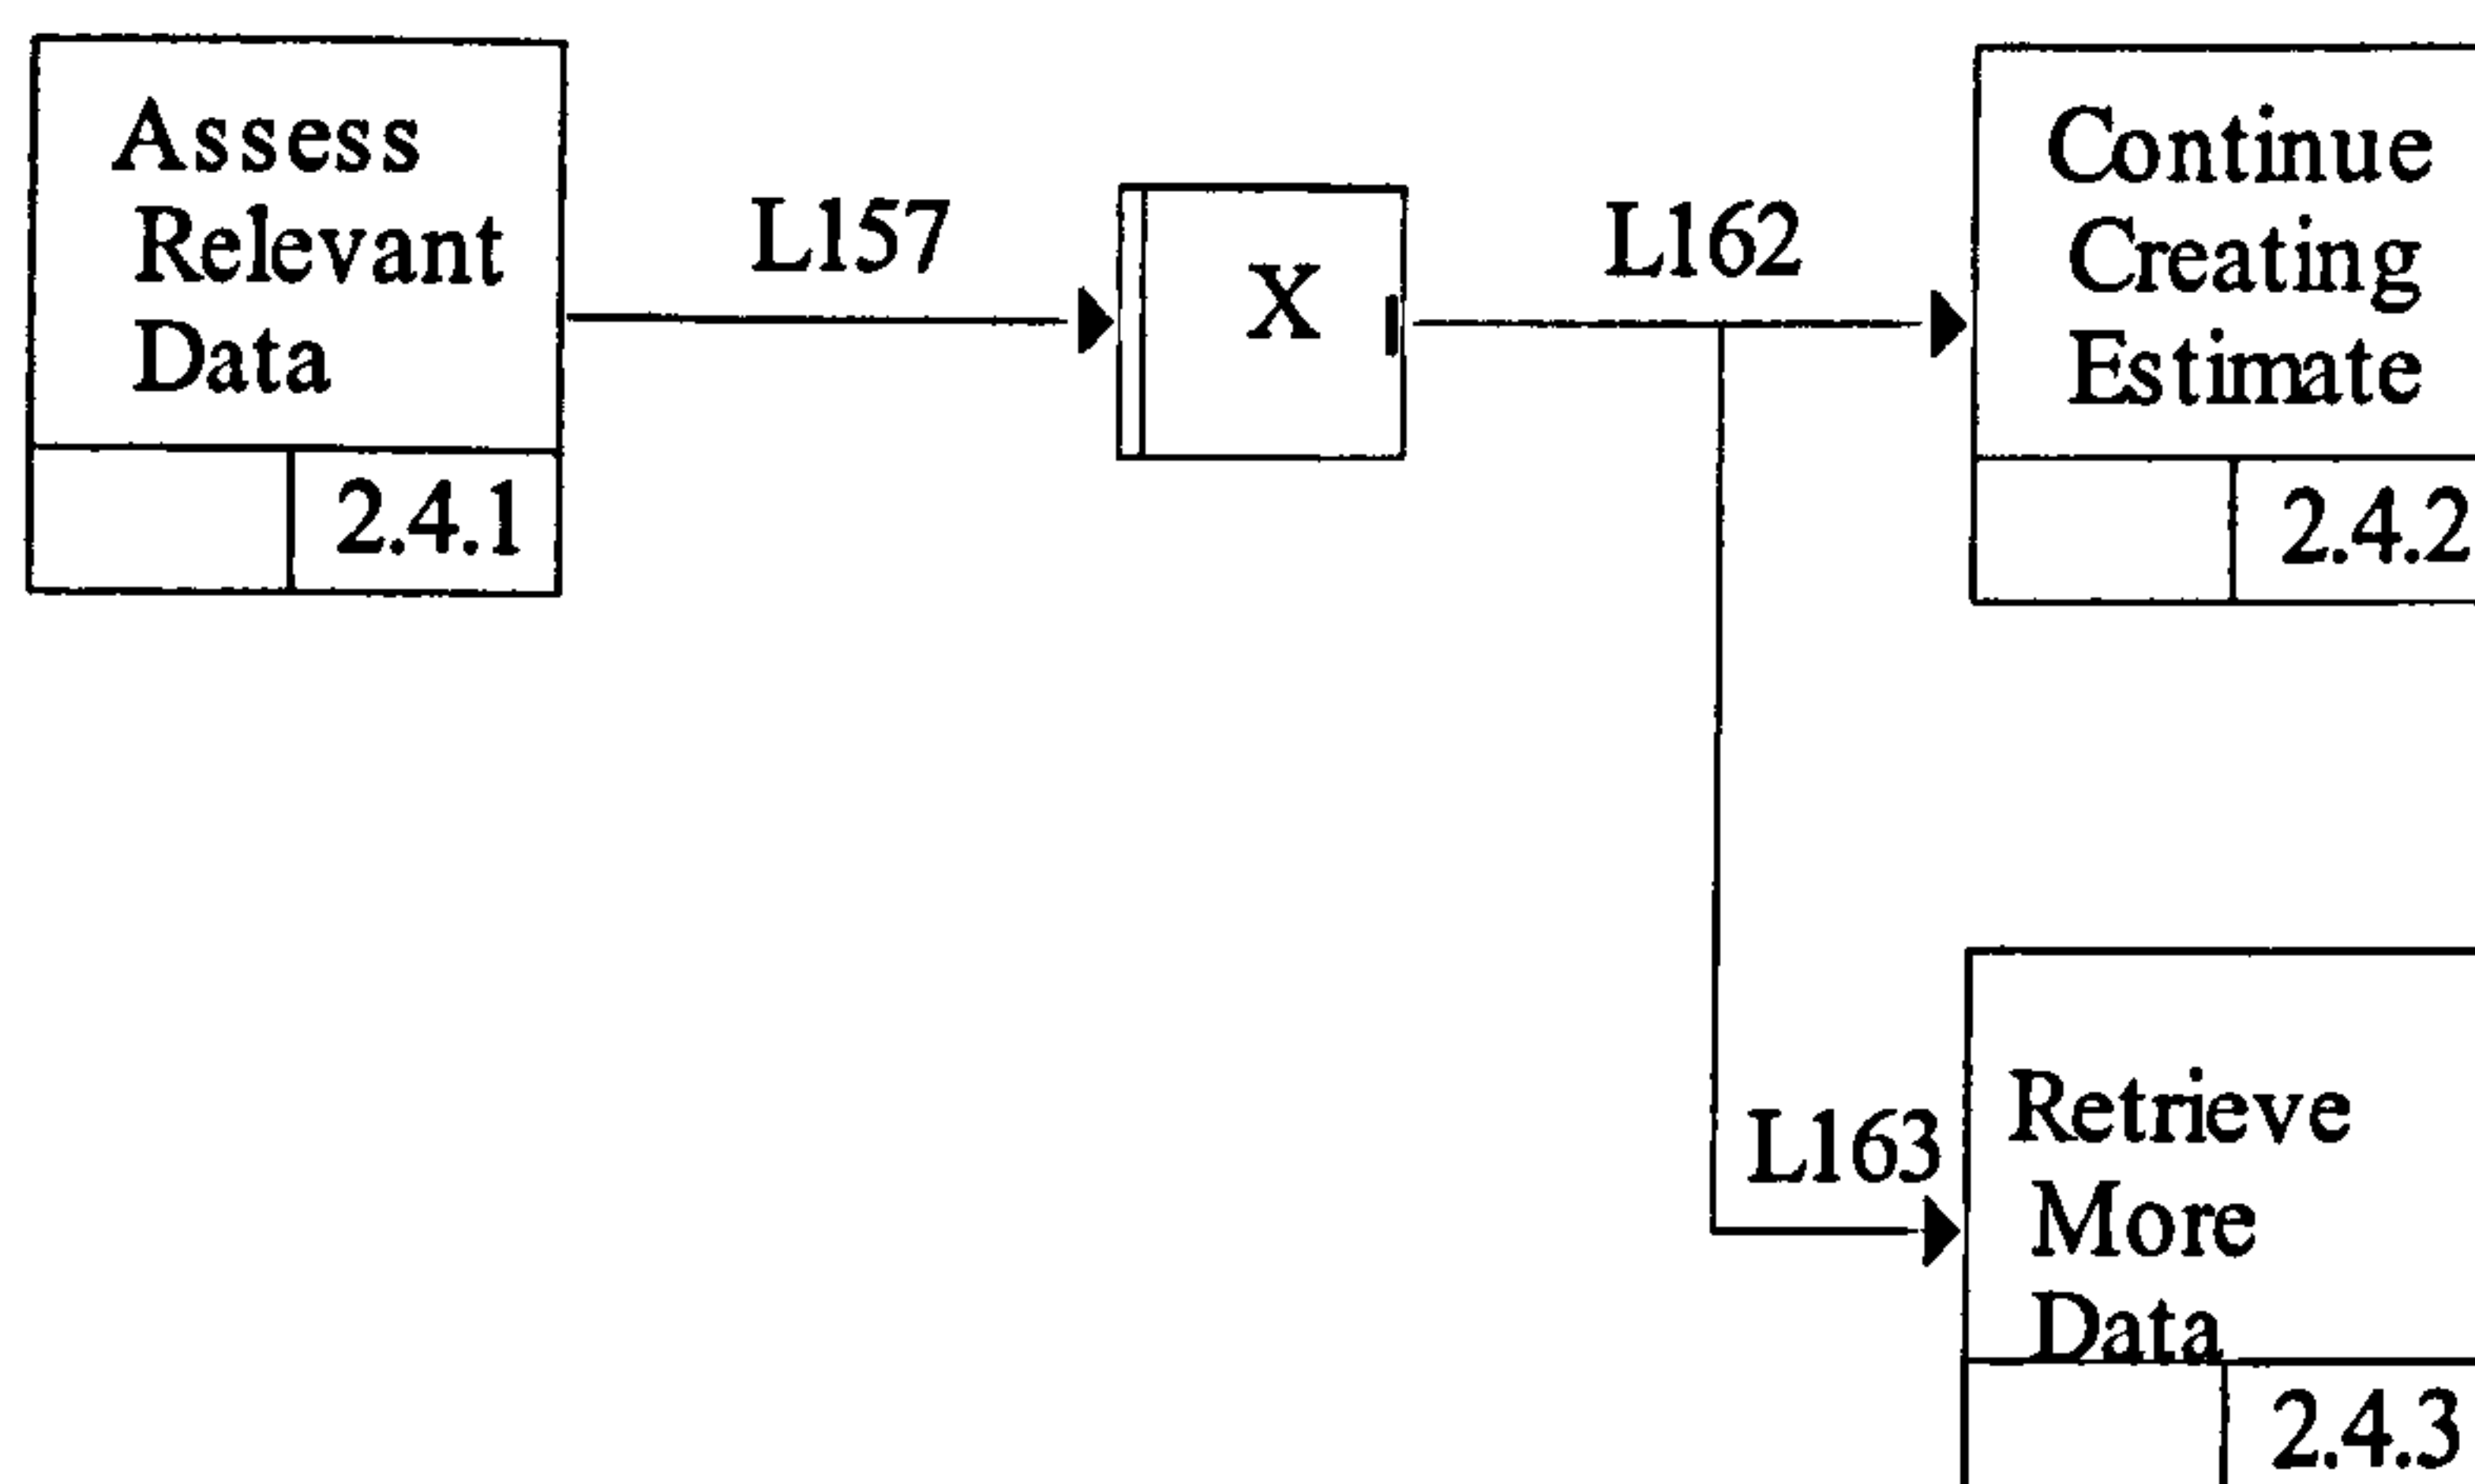 Assess
Relevant
Data
2.4.1
L157
X
L162
Continue
Creating
Estimate
2.4.2
L163
Retrieve
More
Data
2.4.3